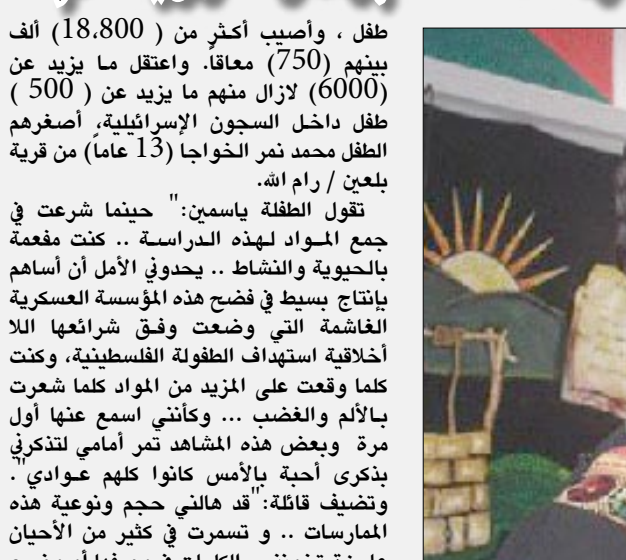 طفل ، وأصيب أكثر من ( 18،800) ألف
بينهم (750) معاقاً. واعتقل ما يزيد عن
(6000) لازال منهم ما يزيد عن ( 500 )
طفل داخل السجون الإسرائيلية، أصغرهم
الطفل محمد نمر الخواجا (13 عاماً) من قرية
بلعين / رام الله.
تقول الطفلة ياسمين:" حينما شرعت في
جمع المواد لهذه الدراسة .. كنت مفعمة
بالحيوية والنشاط .. يحدوني الأمل أن أساهم
بإنتاج بسيط في فضح هذه المؤسسة العسكرية
الغاشمة التي وضعت وفق شرائعها اللا
أخلاقية استهداف الطفولة الفلسطينية، وكنت
كلما وقعت على المزيد من المواد كلما شعرت
بالألم والغضب ... وكأنني اسمع عنها أول
مرة وبعض هذه المشاهد تمر أمامي لتذكرني
بذكرى أحبة بالأمس كانوا كلهم عوادي".
وتضيف قائلة:"قد هالني حجم ونوعية هذه
الممارسات .. و تسمرت في كثير من الأحيان